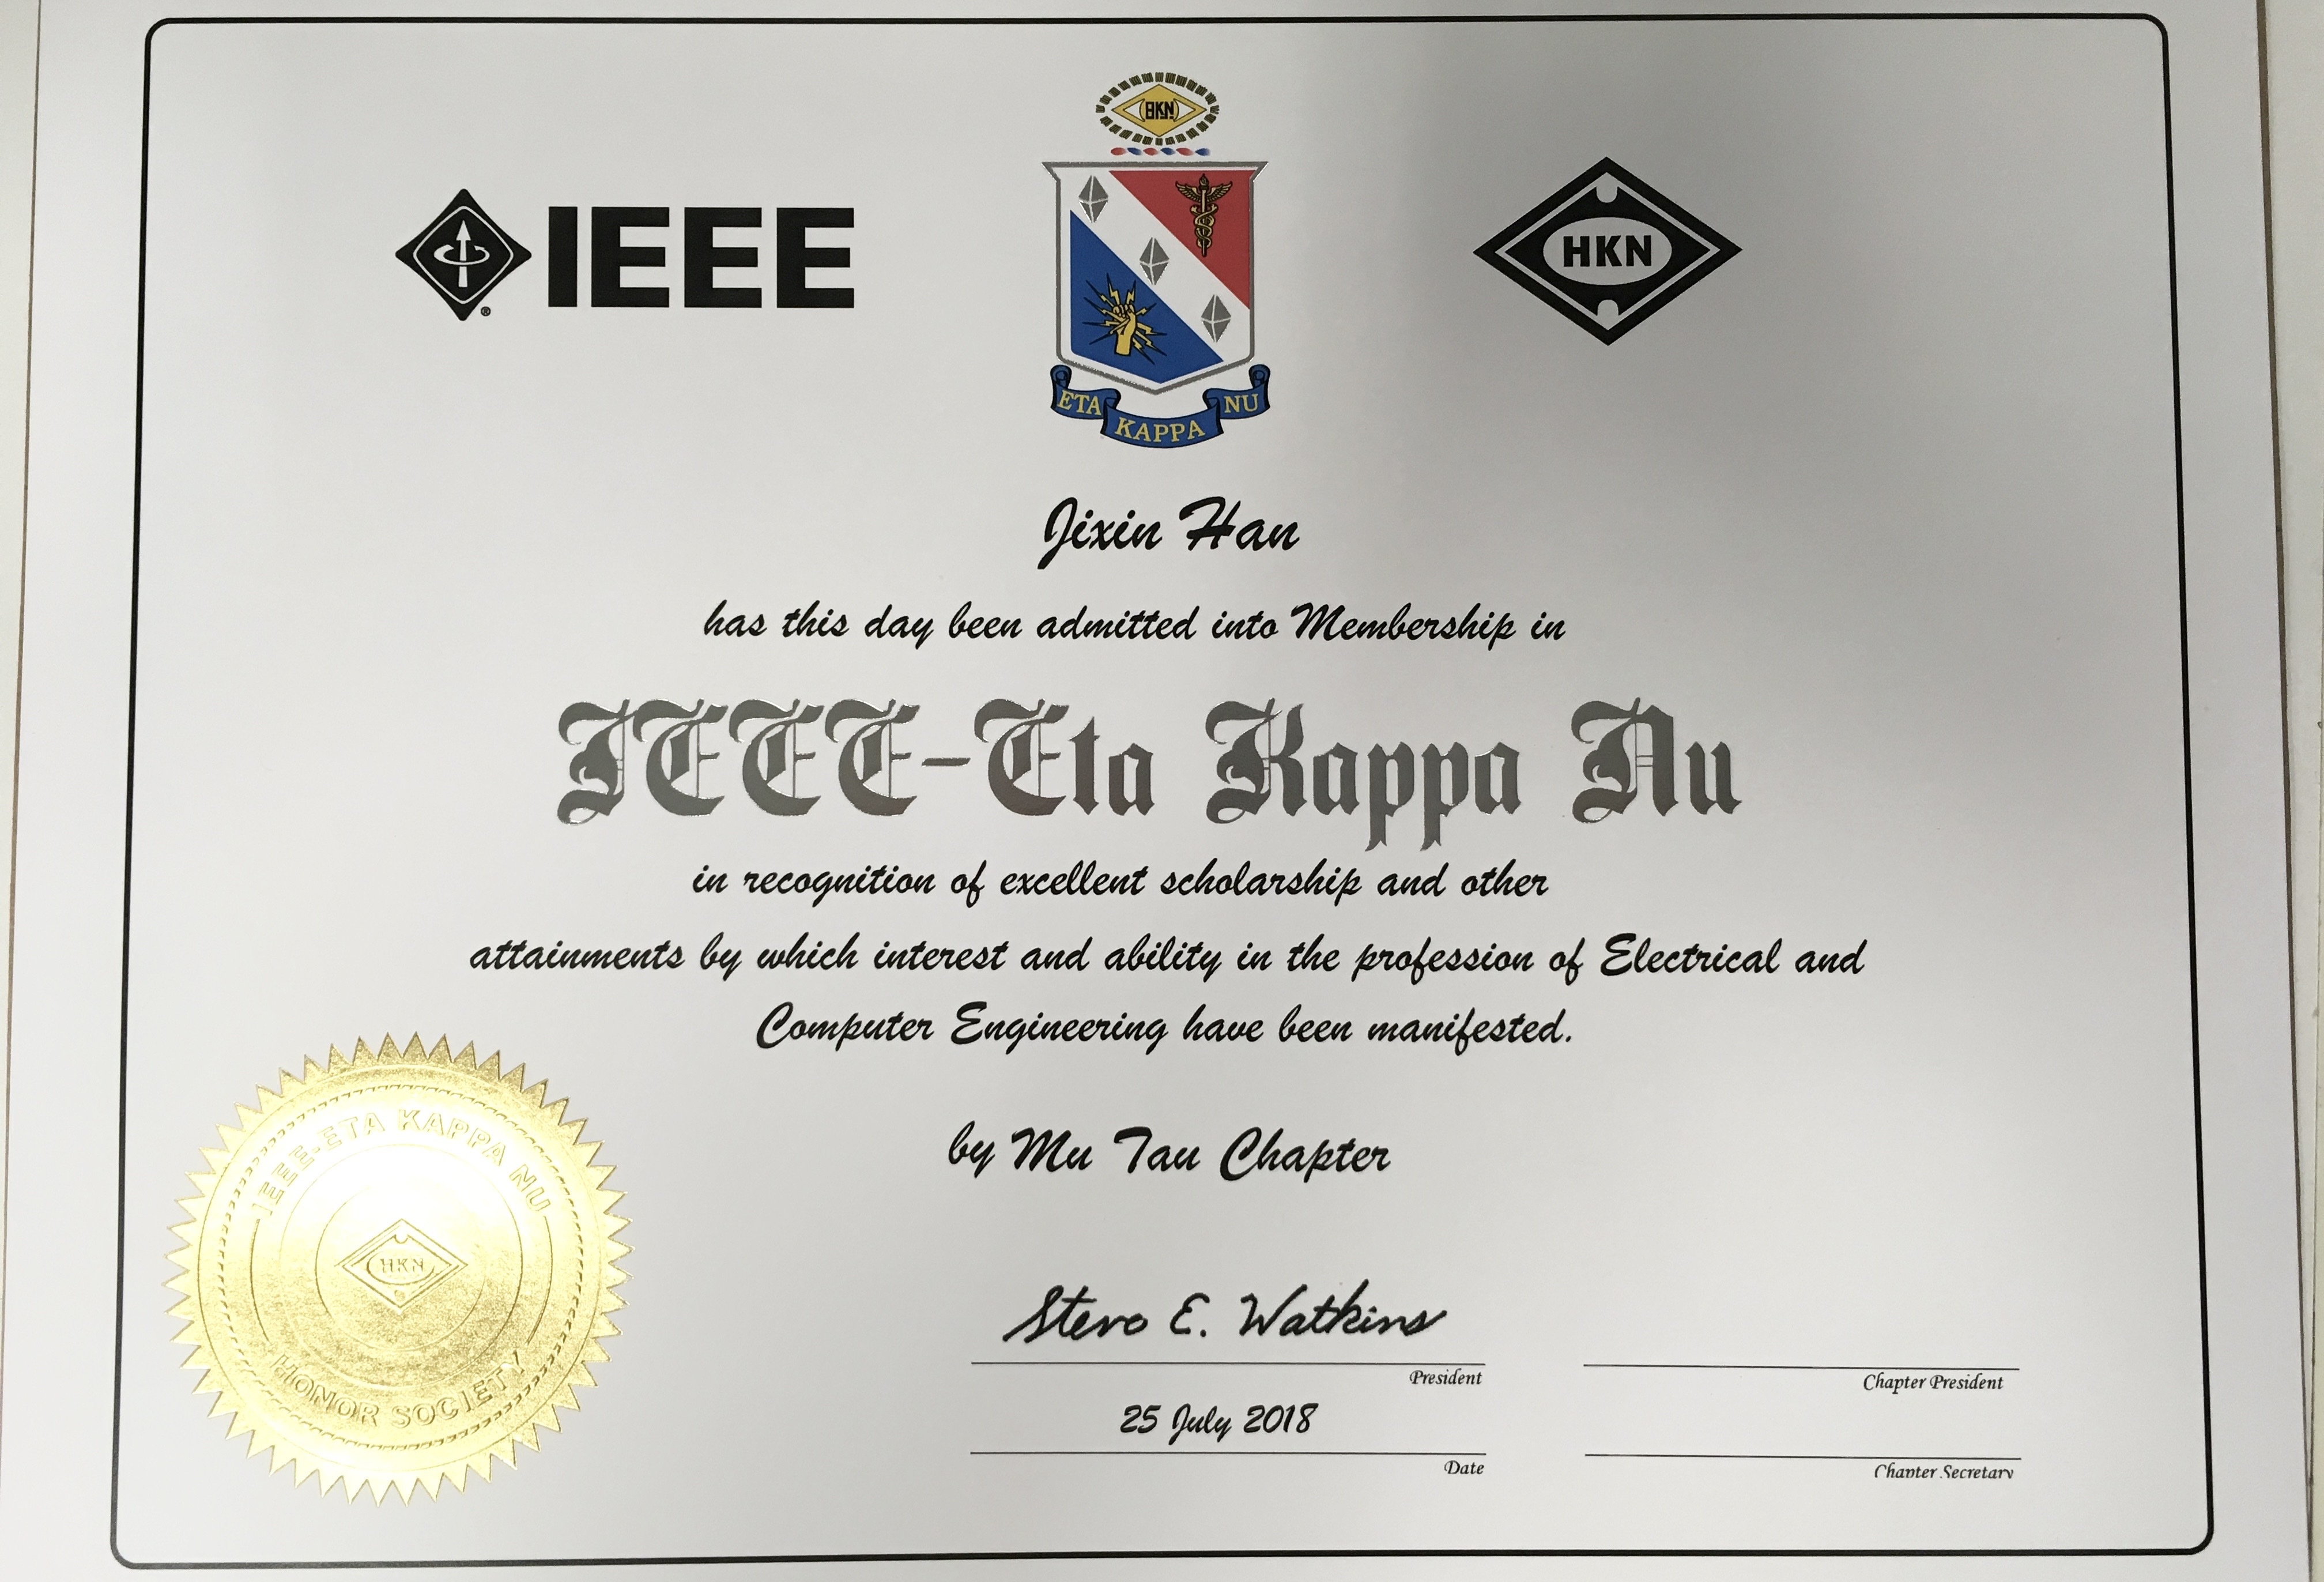 BKN
IEEE
®
HKN
ETA KAPPA NU
Jixin Han
has this day been admitted into Membership in
IEEE-Eta Kappa Nu
in recognition of excellent scholarship and other
attainments by which interest and ability in the profession of Electrical and
Computer Engineering have been manifested.
by Mu Tau Chapter
IEEE-ETA KAPPA NU
HKN
HONOR SOCIETY
Steve E. Watkins
President
Chapter President
25 July 2018
Date
Chapter Secretary